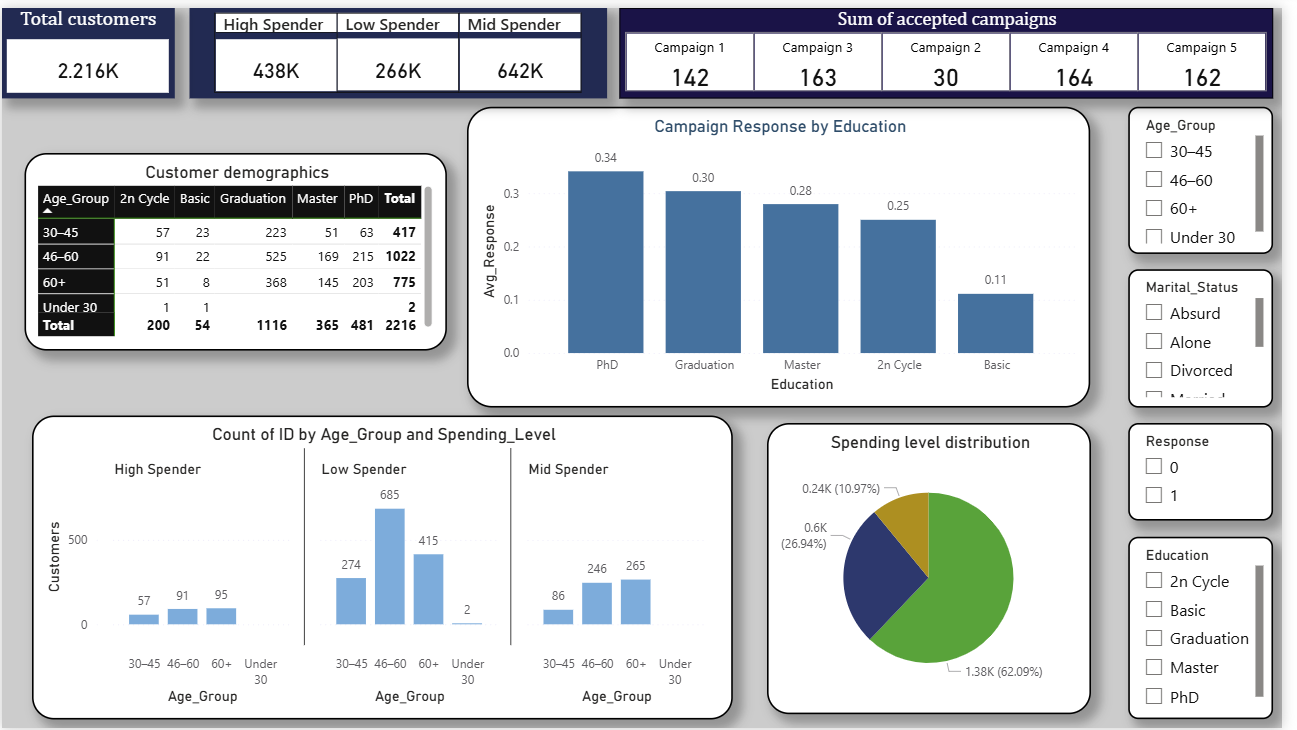 Total customers
2.216K
High Spender Low Spender Mid Spender
438K 266K 642K
Sum of accepted campaigns
Campaign 1 Campaign 3 Campaign 2 Campaign 4 Campaign 5
142 163 30 164 162
Customer demographics
Age_Group 2n Cycle Basic Graduation Master PhD Total
30–45 57 23 223 51 63 417
46–60 91 22 525 169 215 1022
60+ 51 8 368 145 203 775
Under 30 1 1 2
Total 200 54 1116 365 481 2216
Campaign Response by Education
Avg_Response
0.3
0.2
0.1
0.0
0.34
0.30
0.28
0.25
0.11
PhD Graduation Master 2n Cycle Basic
Education
Age_Group
30–45
46–60
60+
Under 30
Marital_Status
Absurd
Alone
Divorced
Married
Response
0
1
Education
2n Cycle
Basic
Graduation
Master
PhD
Count of ID by Age_Group and Spending_Level
Customers
500
0
High Spender
57
91
95
30–45 46–60 60+ Under
30
Age_Group
Low Spender
274
685
415
2
30–45 46–60 60+ Under
30
Age_Group
Mid Spender
86
246
265
30–45 46–60 60+ Under
30
Age_Group
Spending level distribution
0.24K (10.97%)
0.6K
(26.94%)
1.38K (62.09%)